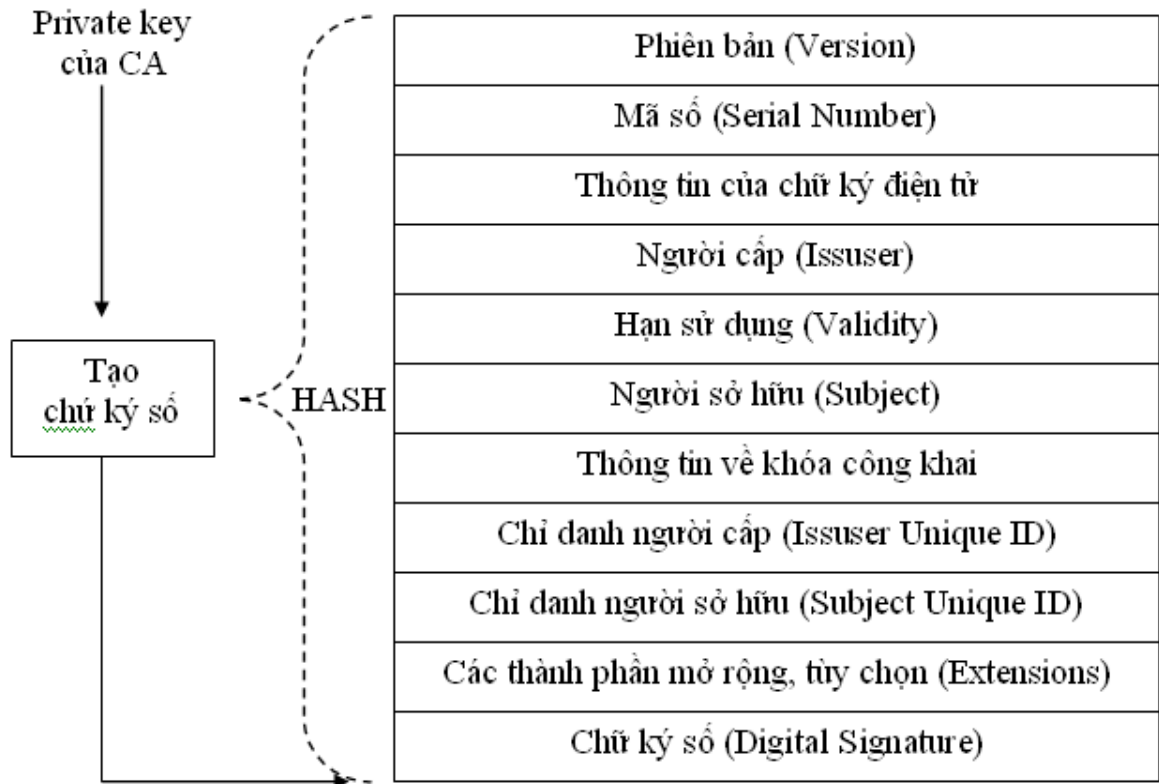 Private key
của CA
Tạo
chứ ký số
HASH
Phiên bản (Version)
Mã số (Serial Number)
Thông tin của chữ ký điện tử
Người cấp (Issuser)
Hạn sử dụng (Validity)
Người sở hữu (Subject)
Thông tin về khóa công khai
Chỉ danh người cấp (Issuser Unique ID)
Chỉ danh người sở hữu (Subject Unique ID)
Các thành phần mở rộng, tùy chọn (Extensions)
Chữ ký số (Digital Signature)